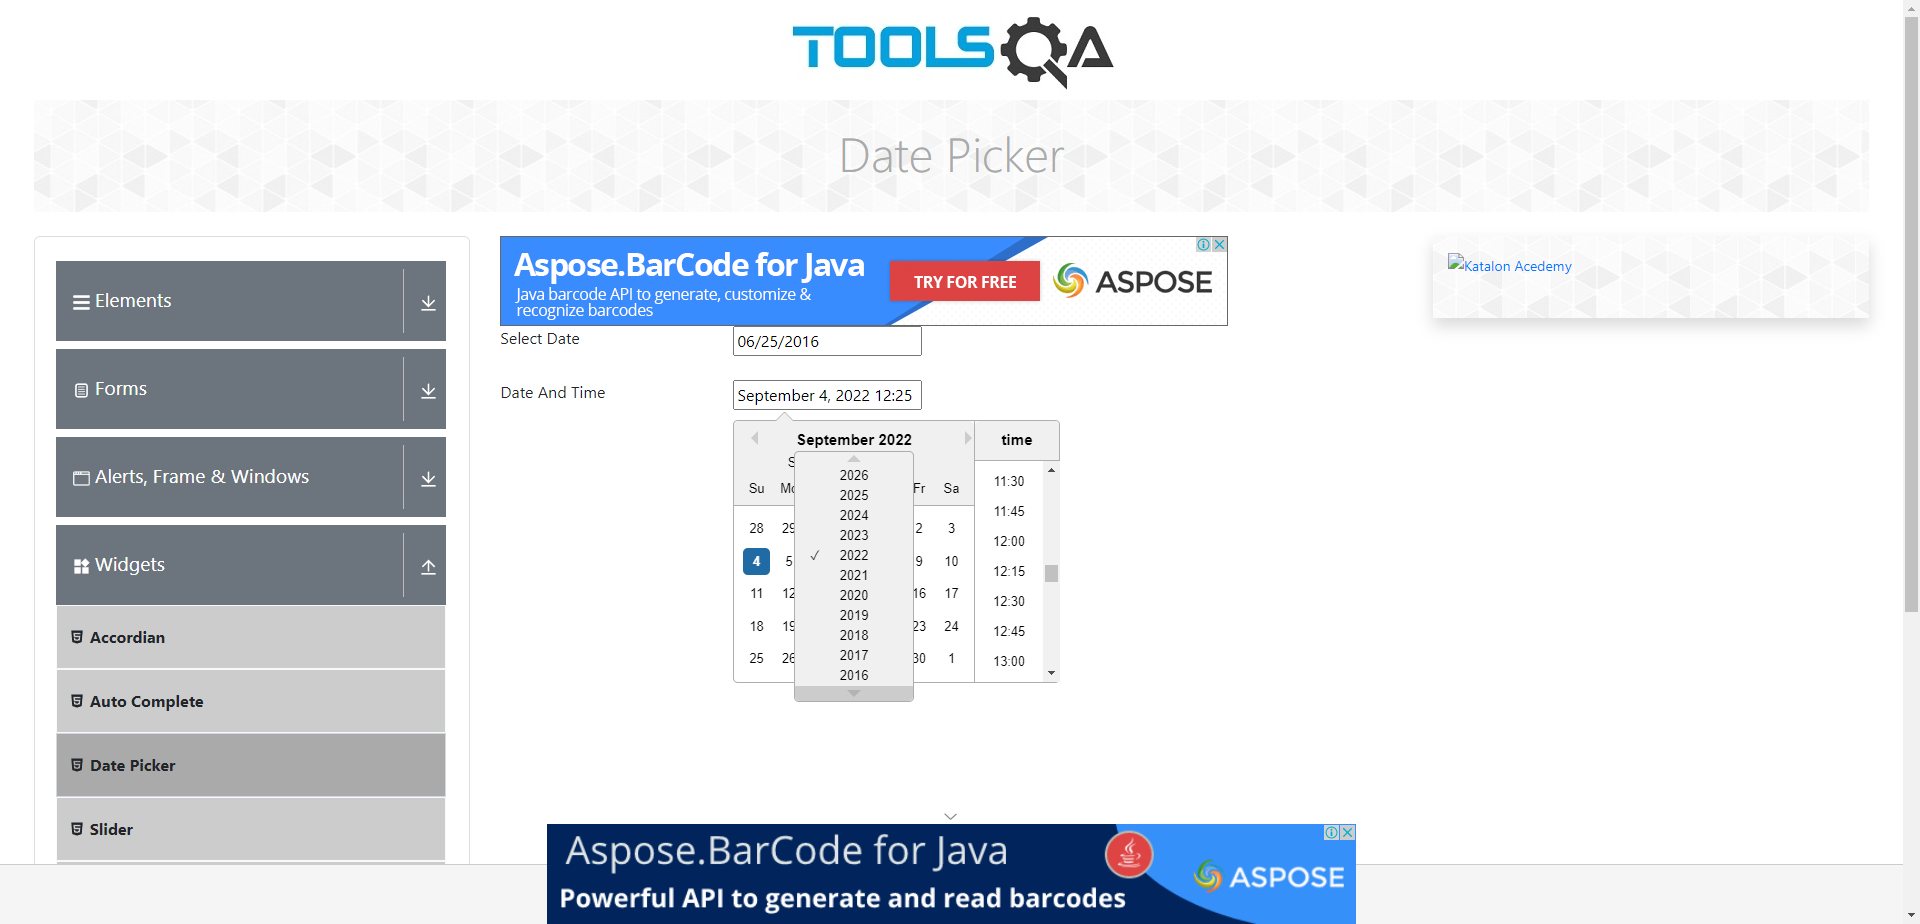 TOOLSQA
Date Picker
Elements
Forms
Alerts, Frame & Windows
Widgets
Accordian
Auto Complete
Date Picker
Slider
Aspose.BarCode for Java
Java barcode API to generate, customize &
recognize barcodes
TRY FOR FREE
ASPOSE
Katalon Acedemy
Select Date
06/25/2016
Date And Time
September 4, 2022 12:25
September 2022
time
S
2026
2025
2024
2023
✓ 2022
2021
2020
2019
2018
2017
2016
Su Mo Fr Sa
28 29 2 3
4 5 9 10
11 12 16 17
18 19 23 24
25 26 30 1
11:30
11:45
12:00
12:15
12:30
12:45
13:00
Aspose.BarCode for Java
Powerful API to generate and read barcodes
ASPOSE